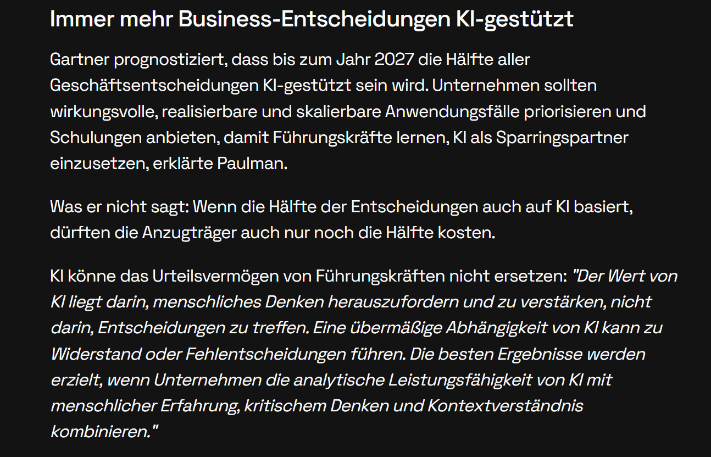 Immer mehr Business-Entscheidungen KI-gestützt
Gartner prognostiziert, dass bis zum Jahr 2027 die Hälfte aller
Geschäftsentscheidungen KI-gestützt sein wird. Unternehmen sollten
wirkungsvolle, realisierbare und skalierbare Anwendungsfälle priorisieren und
Schulungen anbieten, damit Führungskräfte lernen, KI als Sparringspartner
einzusetzen, erklärte Paulman.
Was er nicht sagt: Wenn die Hälfte der Entscheidungen auch auf KI basiert,
dürften die Anzugträger auch nur noch die Hälfte kosten.
KI könne das Urteilsvermögen von Führungskräften nicht ersetzen: "Der Wert von
KI liegt darin, menschliches Denken herauszufordern und zu verstärken, nicht
darin, Entscheidungen zu treffen. Eine übermäßige Abhängigkeit von KI kann zu
Widerstand oder Fehlentscheidungen führen. Die besten Ergebnisse werden
erzielt, wenn Unternehmen die analytische Leistungsfähigkeit von KI mit
menschlicher Erfahrung, kritischem Denken und Kontextverständnis
kombinieren."